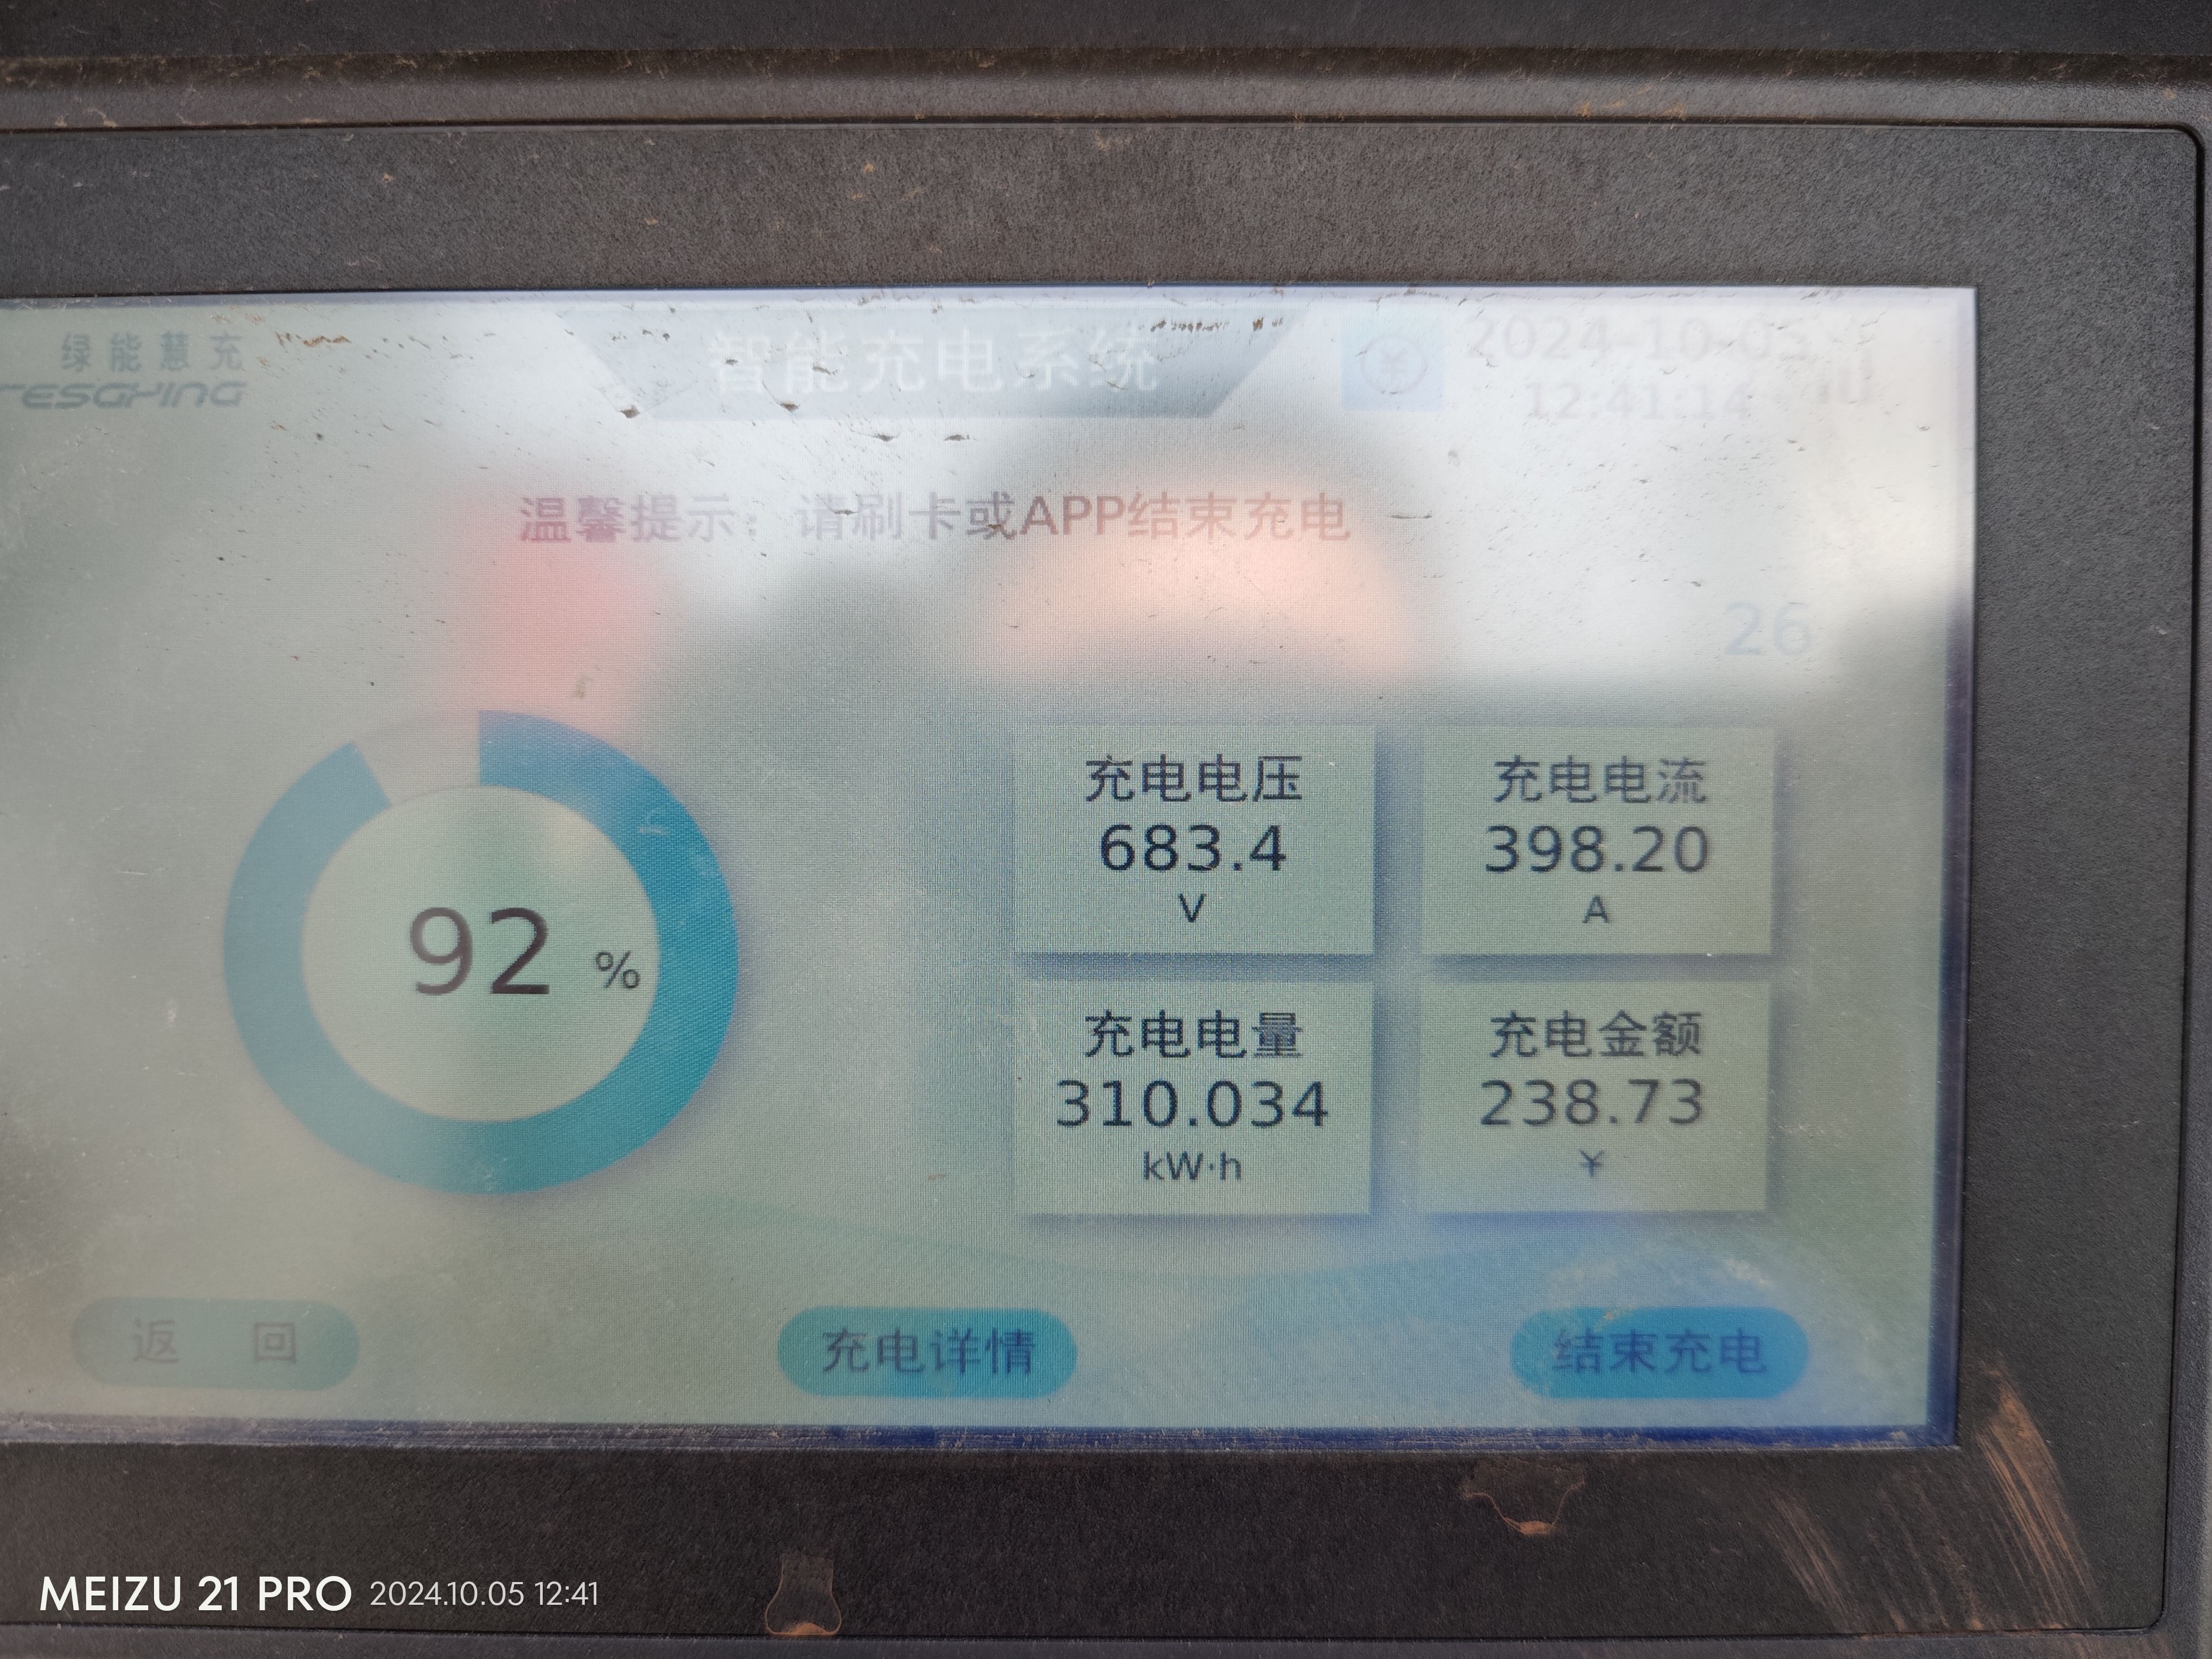 绿能慧充
智能充电系统
¥
2024-10-05
12:41:14
温馨提示：请刷卡或APP结束充电
26
92 %
充电电压
683.4
V
充电电流
398.20
A
充电电量
310.034
kW·h
充电金额
238.73
¥
返 回
充电详情
结束充电
MEIZU 21 PRO 2024.10.05 12:41